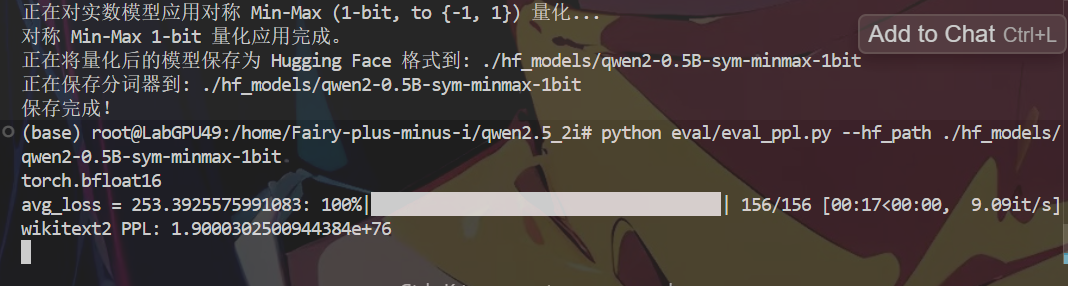 正在对实数模型应用对称 Min-Max (1-bit, to {-1, 1}) 量化...
Add to Chat Ctrl+L
对称 Min-Max 1-bit 量化应用完成。
正在将量化后的模型保存为 Hugging Face 格式到: ./hf_models/qwen2-0.5B-sym-minmax-1bit
正在保存分词器到: ./hf_models/qwen2-0.5B-sym-minmax-1bit
保存完成！
(base) root@LabGPU49:/home/Fairy-plus-minus-i/qwen2.5_2i# python eval/eval_ppl.py --hf_path ./hf_models/
qwen2-0.5B-sym-minmax-1bit
torch.bfloat16
avg_loss = 253.3925575991083: 100%|| 156/156 [00:17<00:00, 9.09it/s]
wikitext2 PPL: 1.9000302500944384e+76